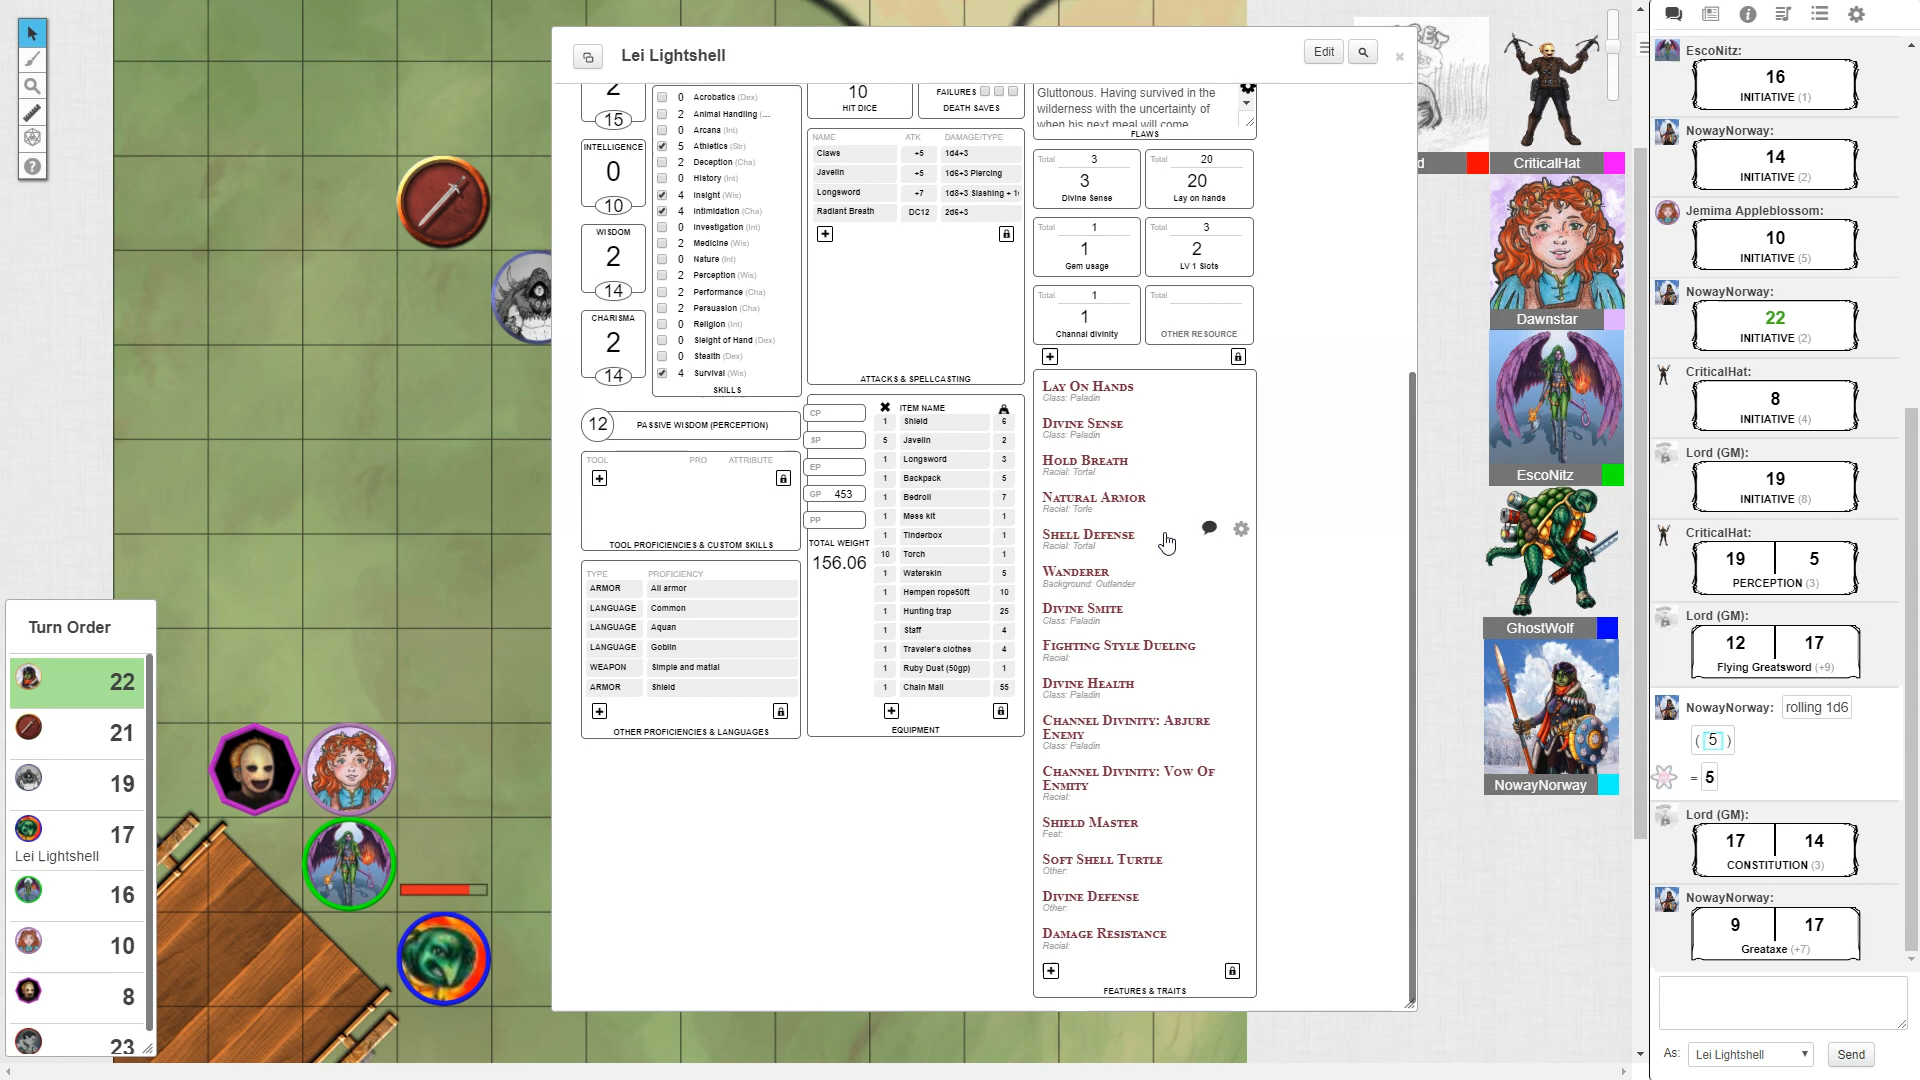 Lei Lightshell
Edit
2
15
INTELLIGENCE
0
10
WISDOM
2
14
CHARISMA
2
14
0 Acrobatics (Dex)
2 Animal Handling (...
0 Arcana (Int)
5 Athletics (Str)
2 Deception (Cha)
0 History (Int)
4 Insight (Wis)
4 Intimidation (Cha)
0 Investigation (Int)
2 Medicine (Wis)
0 Nature (Int)
2 Perception (Wis)
2 Performance (Cha)
2 Persuasion (Cha)
0 Religion (Int)
0 Sleight of Hand (Dex)
0 Stealth (Dex)
4 Survival (Wis)
SKILLS
12 PASSIVE WISDOM (PERCEPTION)
TOOL PRO ATTRIBUTE
TOOL PROFICIENCIES & CUSTOM SKILLS
TYPE PROFICIENCY
ARMOR All armor
LANGUAGE Common
LANGUAGE Aquan
LANGUAGE Goblin
WEAPON Simple and matial
ARMOR Shield
OTHER PROFICIENCIES & LANGUAGES
10
HIT DICE
FAILURES
DEATH SAVES
NAME ATK DAMAGE/TYPE
Claws +5 1d4+3
Javelin +5 1d6+3 Piercing
Longsword +7 1d8+3 Slashing + 1
Radiant Breath DC12 2d6+3
ATTACKS & SPELLCASTING
CP
SP
EP
GP 453
PP
TOTAL WEIGHT
156.06
ITEM NAME
1 Shield 6
5 Javelin 2
1 Longsword 3
1 Backpack 5
1 Bedroll 7
1 Mess kit 1
1 Tinderbox 1
10 Torch 1
1 Waterskin 5
1 Hempen rope50ft 10
1 Hunting trap 25
1 Staff 4
1 Traveler's clothes 4
1 Ruby Dust (50gp) 1
1 Chain Mail 55
EQUIPMENT
Gluttonous. Having survived in the
wilderness with the uncertainty of
when his next meal will come
FLAWS
Total 3
3
Divine Sense
Total 20
20
Lay on hands
Total 1
1
Gem usage
Total 3
2
LV 1 Slots
Total 1
1
Channal divinity
Total
OTHER RESOURCE
LAY ON HANDS
Class: Paladin
DIVINE SENSE
Class: Paladin
HOLD BREATH
Racial: Tortal
NATURAL ARMOR
Racial: Torle
SHELL DEFENSE
Racial: Tortal
WANDERER
Background: Outlander
DIVINE SMITE
Class: Paladin
FIGHTING STYLE DUELING
Racial:
DIVINE HEALTH
Class: Paladin
CHANNEL DIVINITY: ABJURE
ENEMY
Class: Paladin
CHANNEL DIVINITY: VOW OF
ENMITY
Racial:
SHIELD MASTER
Feat:
SOFT SHELL TURTLE
Other:
DIVINE DEFENSE
Other:
DAMAGE RESISTANCE
Racial:
FEATURES & TRAITS
Turn Order
22
21
19
17
Lei Lightshell
16
10
8
23
d
CriticalHat
Dawnstar
EscoNitz
GhostWolf
NowayNorway
EscoNitz:
16
INITIATIVE (1)
NowayNorway:
14
INITIATIVE (2)
Jemima Appleblossom:
10
INITIATIVE (5)
NowayNorway:
22
INITIATIVE (2)
CriticalHat:
8
INITIATIVE (4)
Lord (GM):
19
INITIATIVE (8)
CriticalHat:
19 5
PERCEPTION (3)
Lord (GM):
12 17
Flying Greatsword (+9)
NowayNorway: rolling 1d6
(5)
= 5
Lord (GM):
17 14
CONSTITUTION (3)
NowayNorway:
9 17
Greataxe (+7)
As: Lei Lightshell Send